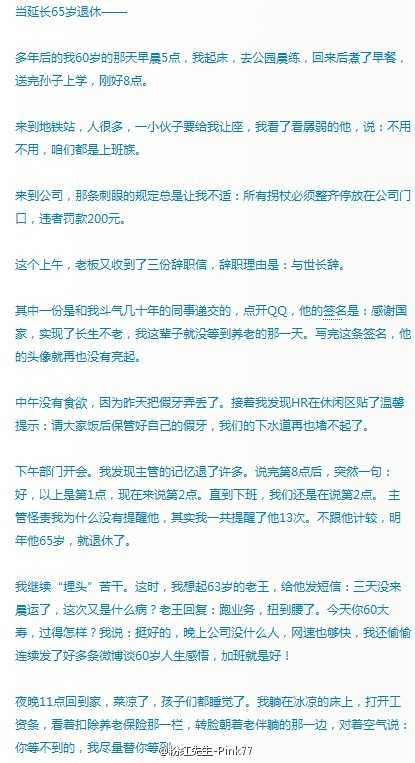 当延长65岁退休——
多年后的我60岁的那天早晨5点，我起床，去公园晨练，回来后煮了早餐，
送完孙子上学，刚好8点。
来到地铁站，人很多，一小伙子要给我让座，我看了看孱弱的他，说：不用
不用，咱们都是上班族。
来到公司，那条刺眼的规定总是让我不适：所有拐杖必须整齐停放在公司门
口，违者罚款200元。
这个上午，老板又收到了三份辞职信，辞职理由是：与世长辞。
其中一份是和我斗气几十年的同事递交的，点开QQ，他的签名是：感谢国
家，实现了长生不老，我这辈子就没等到养老的那一天。写完这条签名，他
的头像就再也没有亮起。
中午没有食欲，因为昨天把假牙弄丢了。接着我发现HR在休闲区贴了温馨
提示：请大家饭后保管好自己的假牙，我们的下水道再也堵不起了。
下午部门开会。我发现主管的记忆退了许多。说完第8点后，突然一句：
好，以上是第1点，现在来说第2点。直到下班，我们还是在说第2点。 主
管怪责我为什么没有提醒他，其实我一共提醒了他13次。不跟他计较，明
年他65岁，就退休了。
我继续“埋头”苦干。这时，我想起63岁的老王，给他发短信：三天没来
晨运了，这次又是什么病？老王回复：跑业务，扭到腰了。今天你60大
寿，过得怎样？我说：挺好的，晚上公司没什么人，网速也够快，我还偷偷
连续发了好多条微博谈60岁人生感悟，加班就是好！
夜晚11点回到家，菜凉了，孩子们都睡觉了。我躺在冰凉的床上，打开工
资条，看着扣除养老保险那一栏，转脸朝着老伴躺的那一边，对着空气说：
你等不到的，我尽量替你等到
@粉红先生-Pink77